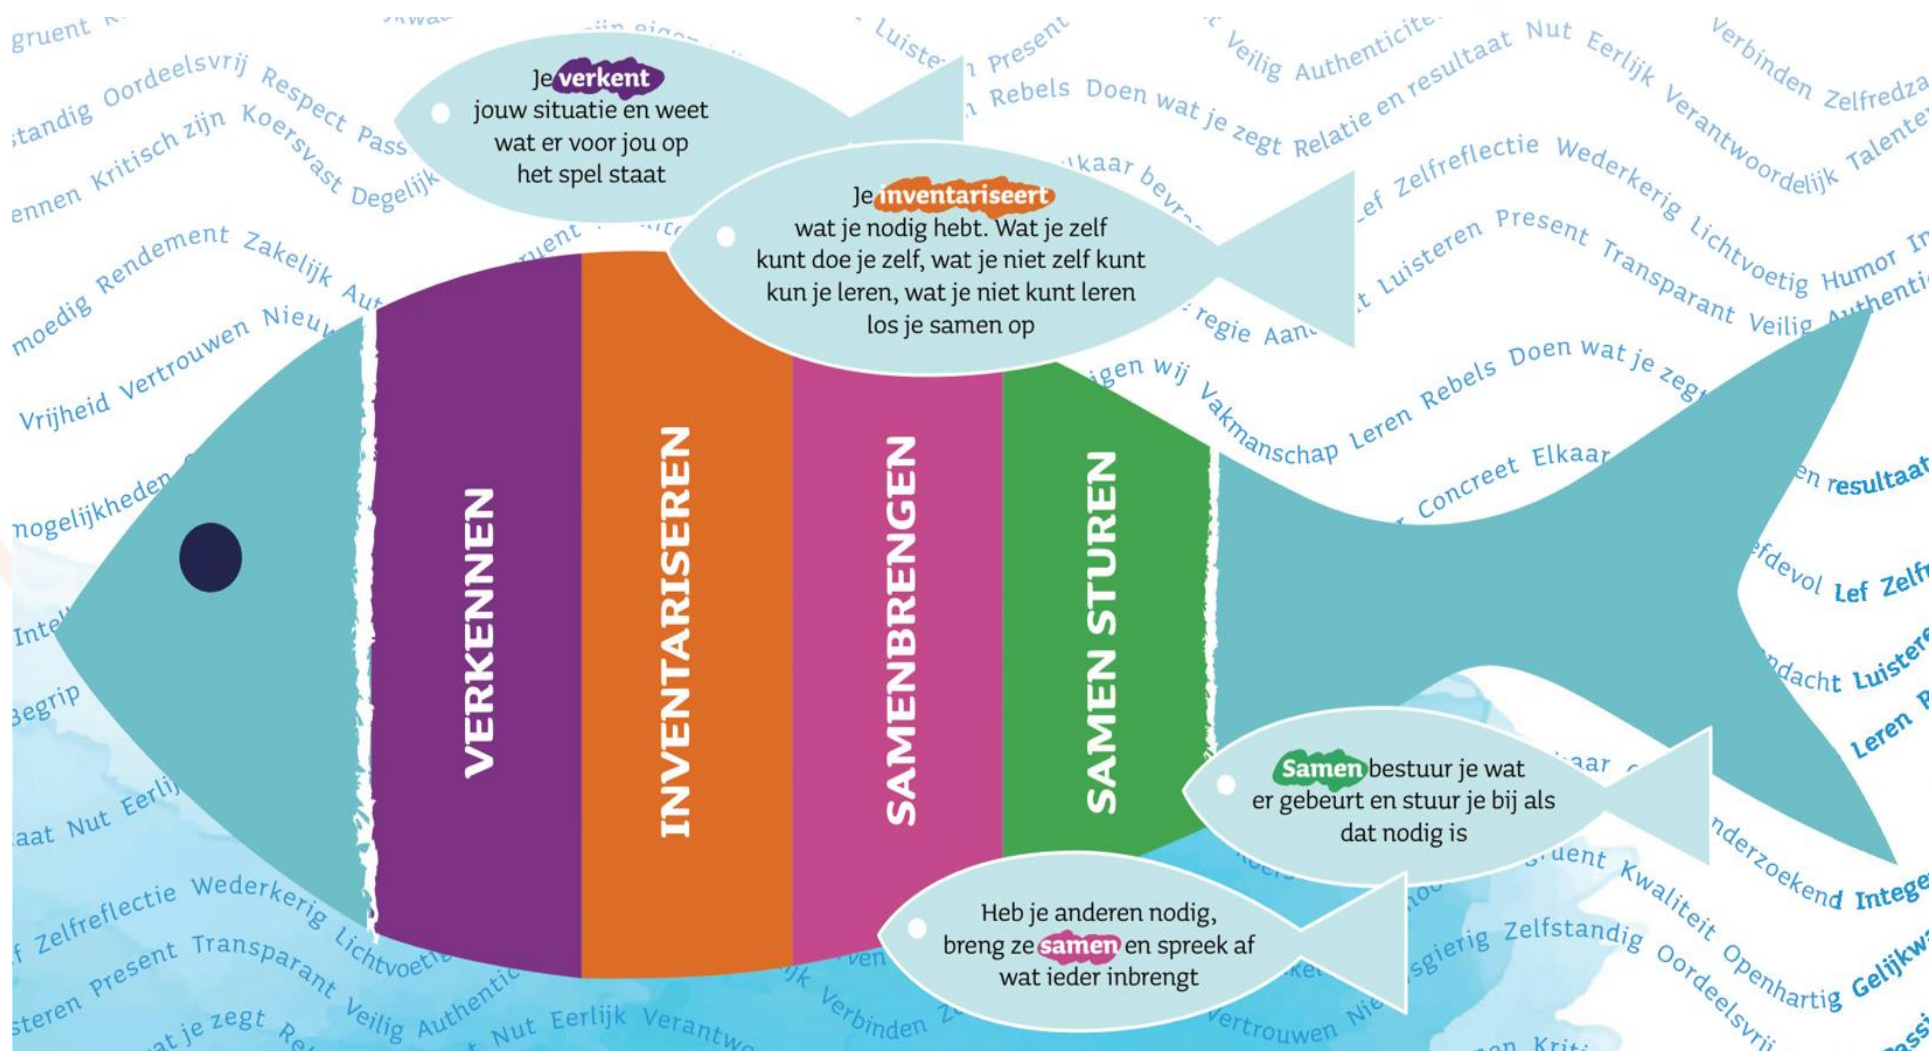 Je verkent
jouw situatie en weet
wat er voor jou op
het spel staat
Je inventariseert
wat je nodig hebt. Wat je zelf
kunt doe je zelf, wat je niet zelf kunt
kun je leren, wat je niet kunt leren
los je samen op
VERKENNEN
INVENTARISEREN
SAMENBRENGEN
SAMEN STUREN
Samen bestuur je wat
er gebeurt en stuur je bij als
dat nodig is
Heb je anderen nodig,
breng ze samen en spreek af
wat ieder inbrengt
Oordeelsvrij Respect
Kritisch zijn Koersvast Degelijk
Rendement Zakelijk
Vrijheid Vertrouwen
Luisteren Present
Veilig
Rebels Doen wat je zegt Relatie en resultaat Nut Eerlijk Verantwoordelijk
Verbinden
Zelfreflectie Wederkerig Lichtvoetig Humor
Luisteren Present Transparant Veilig
regie
wij Vakmanschap Leren Rebels Doen wat je zegt
Concreet Elkaar
resultaat
Lef
Leren
Begrip
Nut
Zelfreflectie Wederkerig
Present Transparant Veilig
je zegt
Nut Eerlijk
Verbinden
Vertrouwen
Zelfstandig Oordeelsvrij
Kwaliteit Openhartig